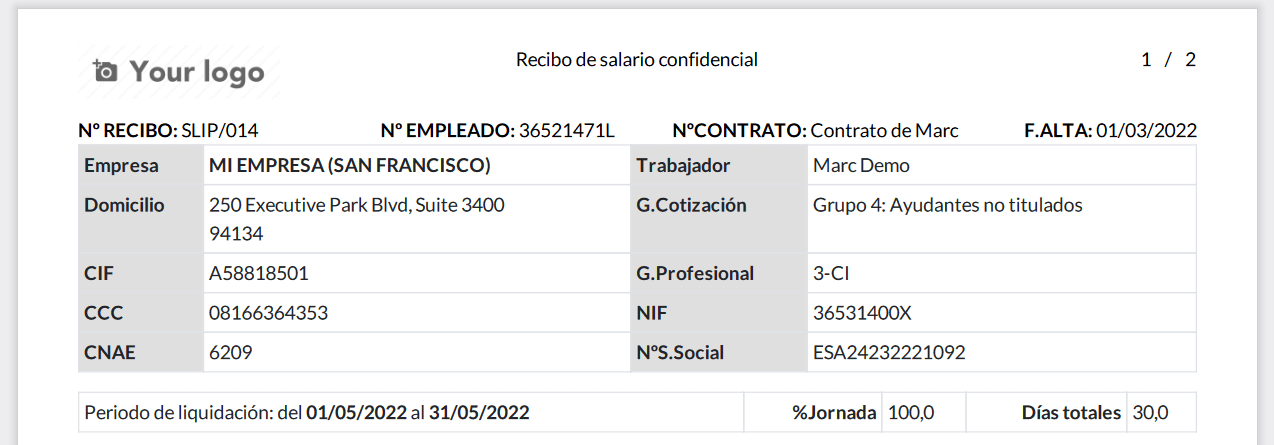 Your logo
Recibo de salario confidencial
1 / 2
Nº RECIBO: SLIP/014 Nº EMPLEADO: 36521471L NºCONTRATO: Contrato de Marc F.ALTA: 01/03/2022
Empresa MI EMPRESA (SAN FRANCISCO) Trabajador Marc Demo
Domicilio 250 Executive Park Blvd, Suite 3400 G.Cotización Grupo 4: Ayudantes no titulados
94134
CIF A58818501 G.Profesional 3-CI
CCC 08166364353 NIF 36531400X
CNAE 6209 NºS.Social ESA24232221092
Periodo de liquidación: del 01/05/2022 al 31/05/2022 %Jornada 100,0 Días totales 30,0